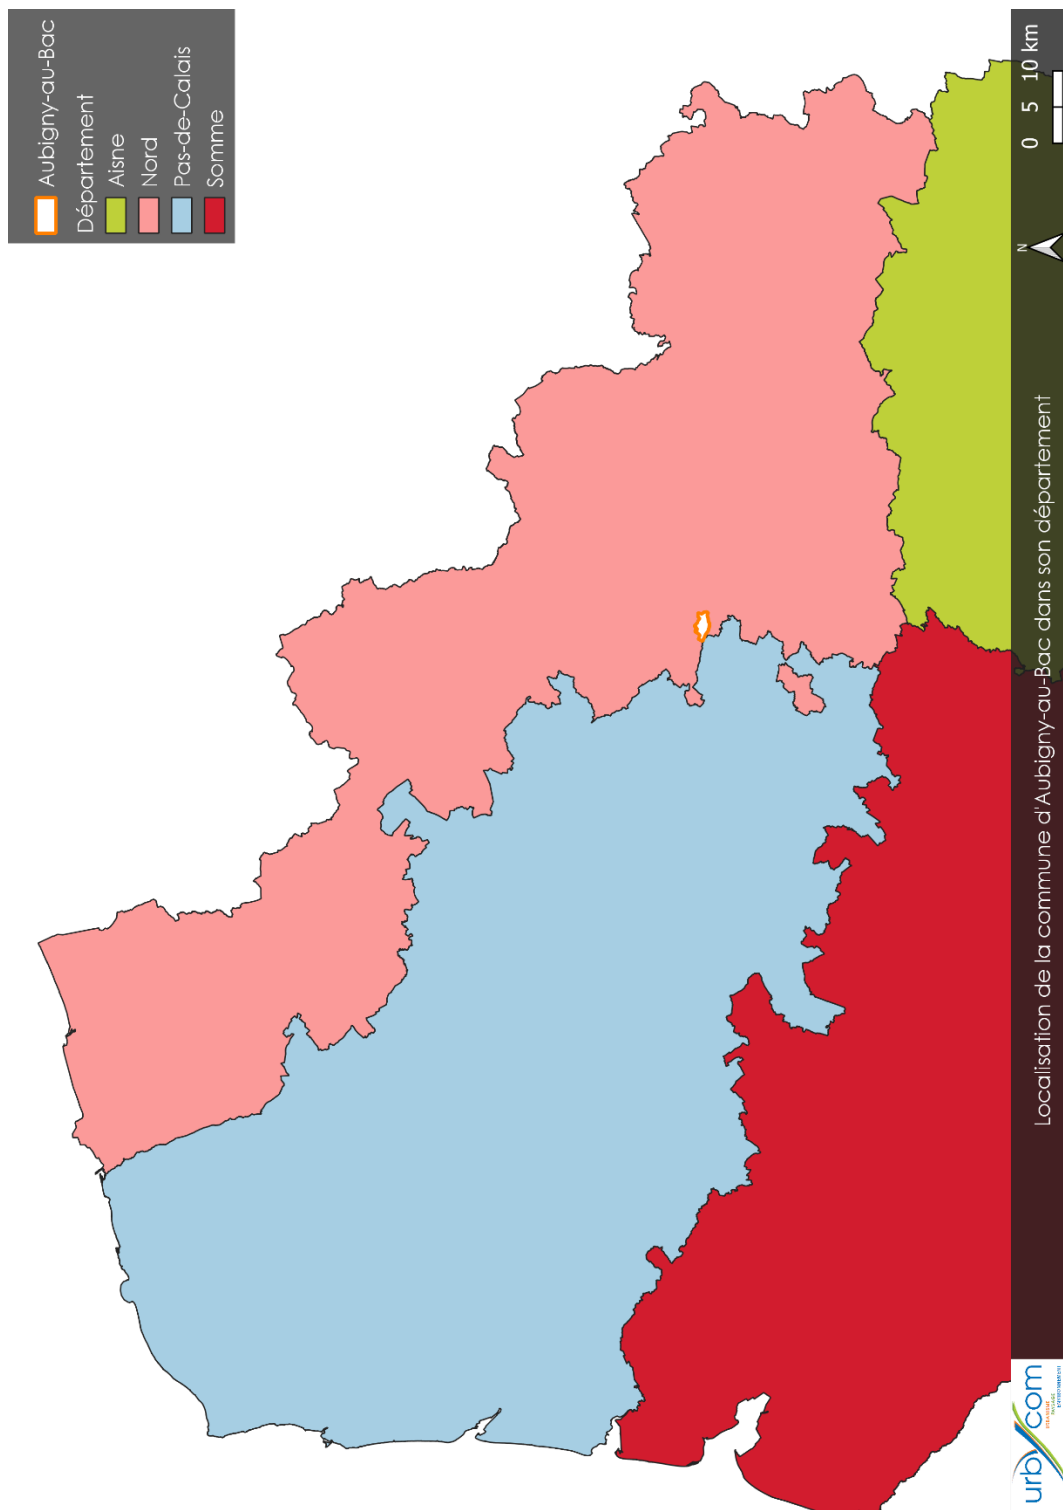 Aubigny-au-Bac
Département
Aisne
Nord
Pas-de-Calais
Somme
N
0 5 10 km
Localisation de la commune d'Aubigny-au-Bac dans son département
urbycom